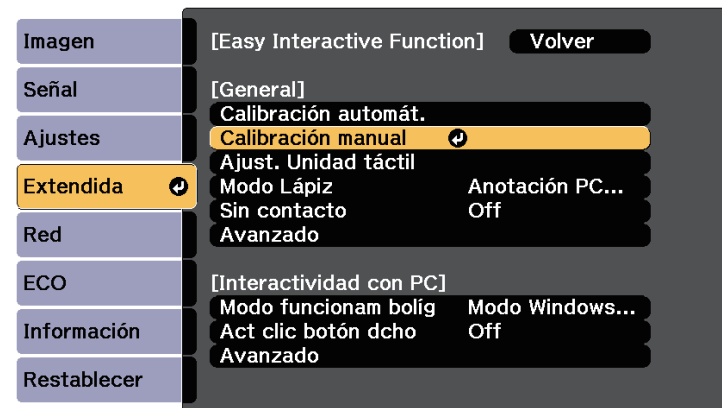 Imagen
Señal
Ajustes
Extendida
Red
ECO
Información
Restablecer
[Easy Interactive Function] Volver
[General]
Calibración automát.
Calibración manual
Ajust. Unidad táctil
Modo Lápiz Anotación PC...
Sin contacto Off
Avanzado
[Interactividad con PC]
Modo funcionam bolíg Modo Windows...
Act clic botón dcho Off
Avanzado